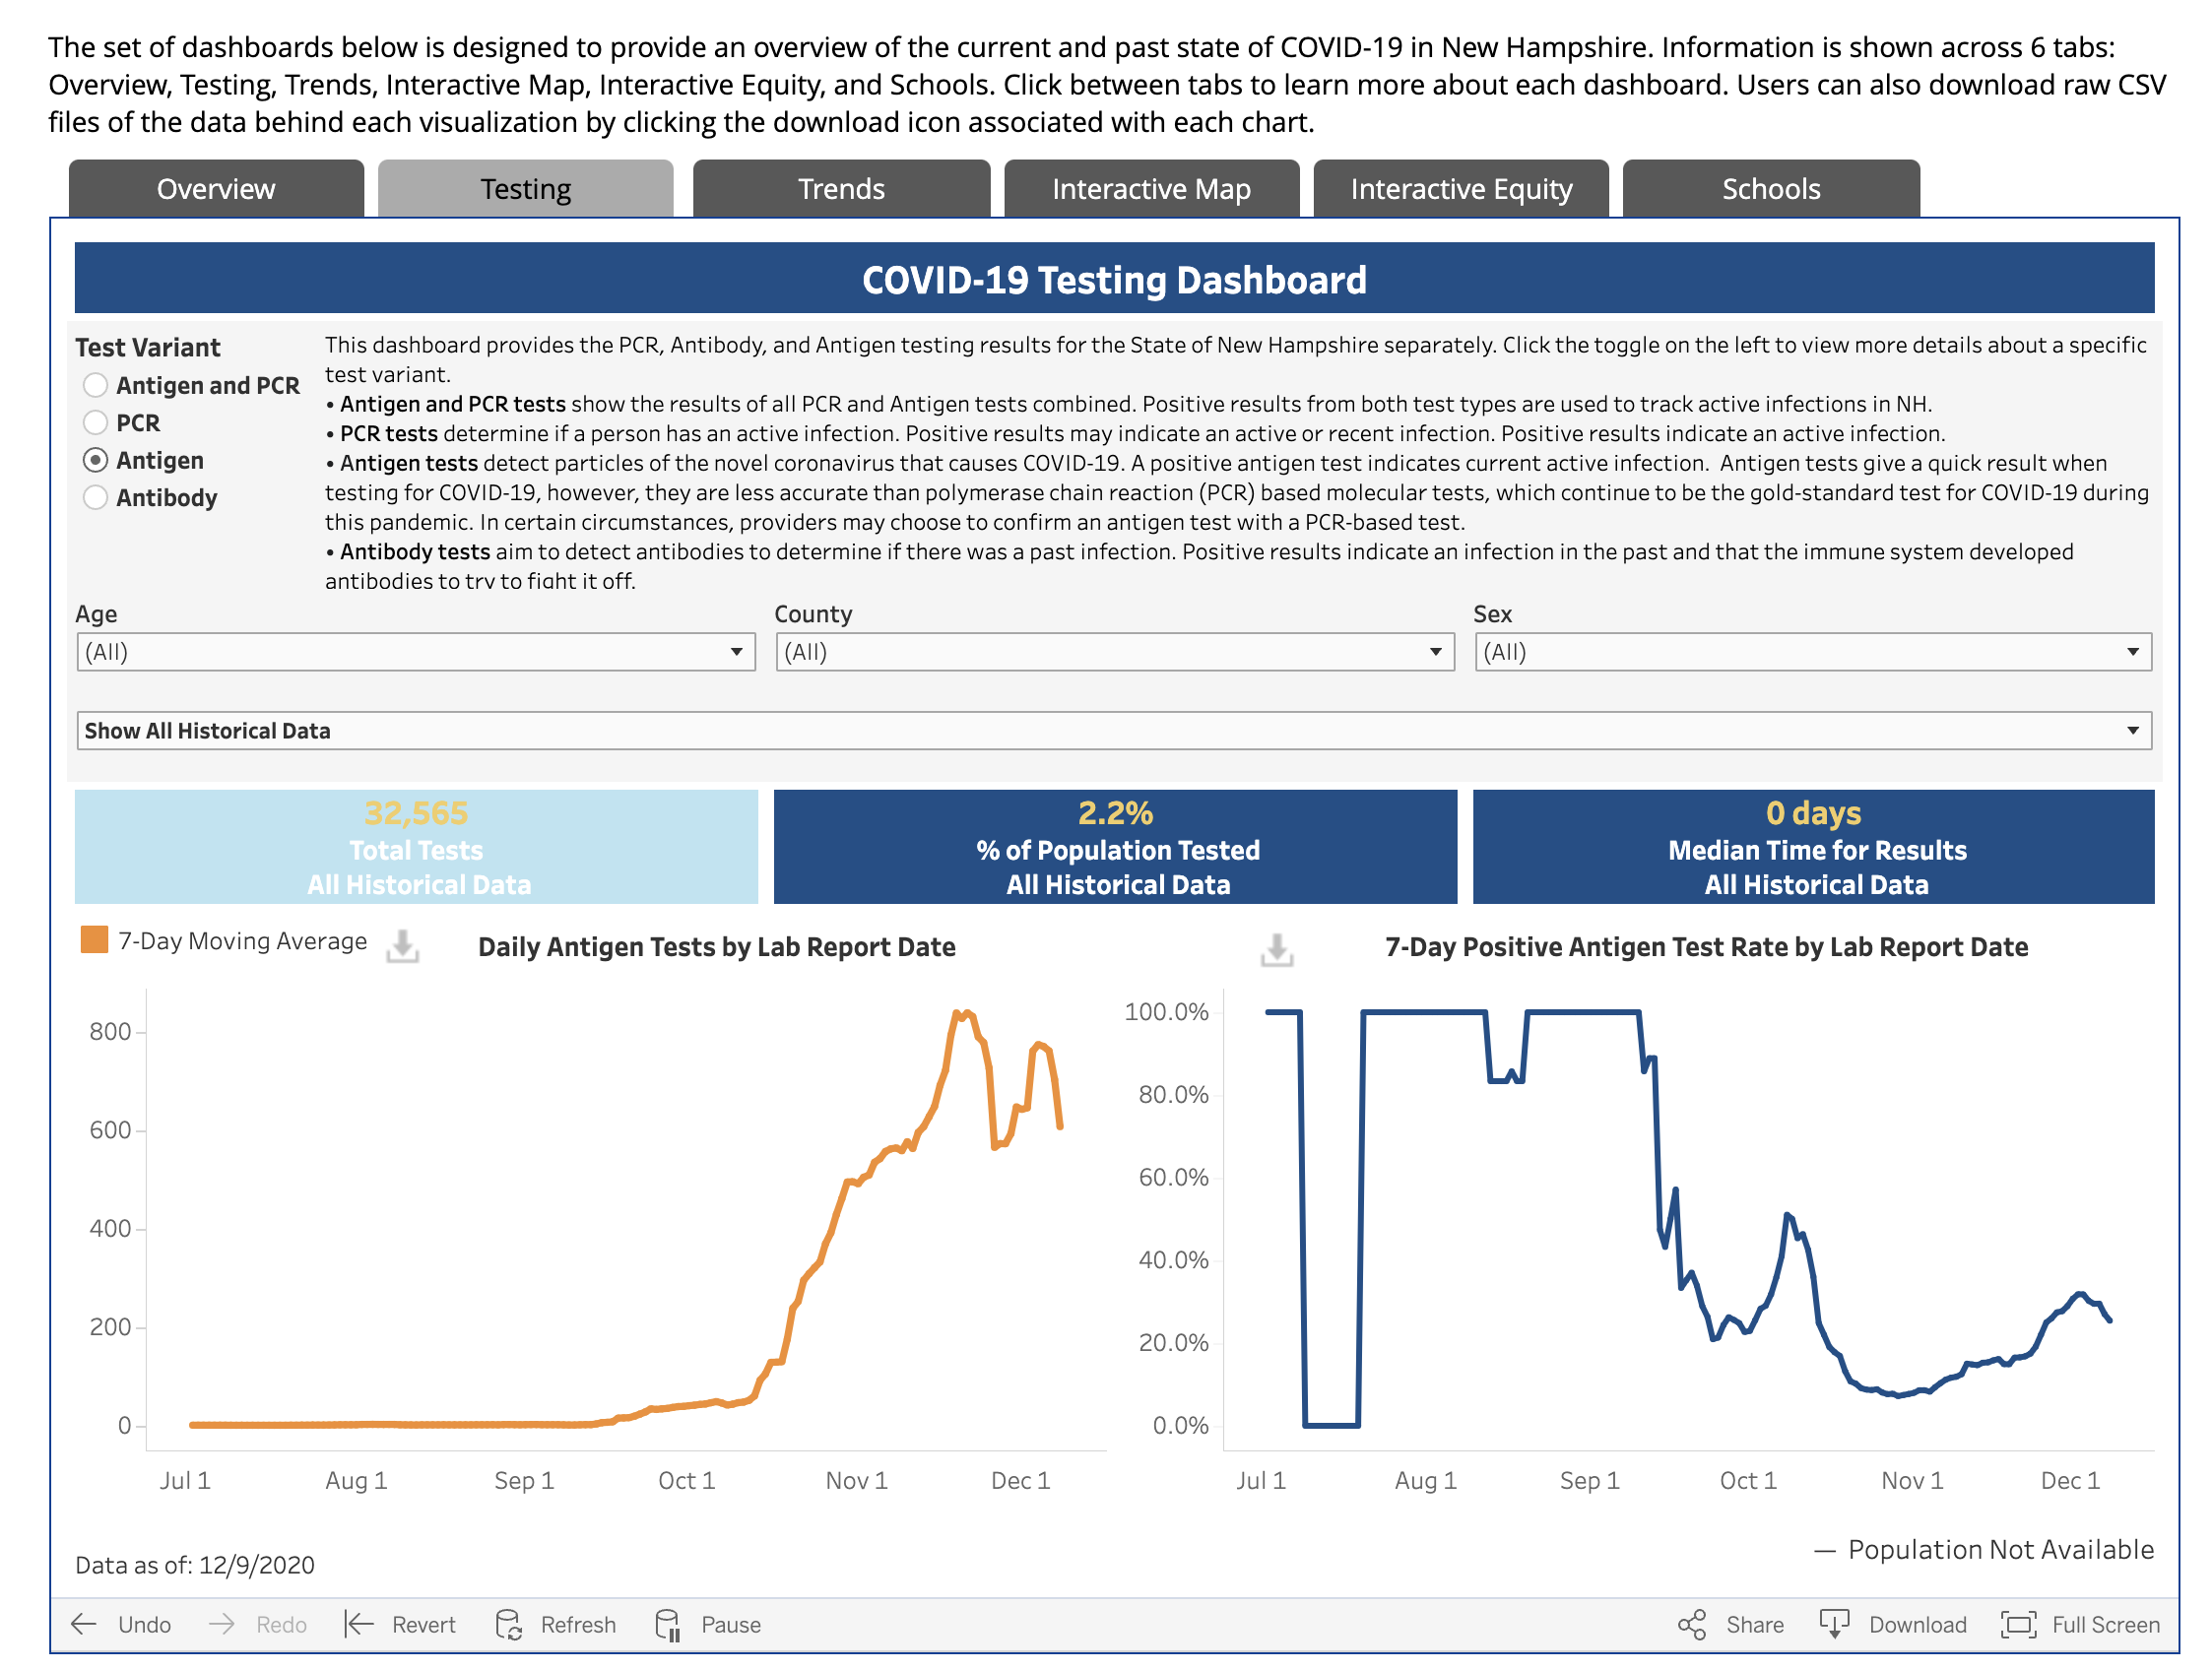 The set of dashboards below is designed to provide an overview of the current and past state of COVID-19 in New Hampshire. Information is shown across 6 tabs:
Overview, Testing, Trends, Interactive Map, Interactive Equity, and Schools. Click between tabs to learn more about each dashboard. Users can also download raw CSV
files of the data behind each visualization by clicking the download icon associated with each chart.
Overview
Testing
Trends
Interactive Map
Interactive Equity
Schools
COVID-19 Testing Dashboard
Test Variant
Antigen and PCR
PCR
Antigen
Antibody
This dashboard provides the PCR, Antibody, and Antigen testing results for the State of New Hampshire separately. Click the toggle on the left to view more details about a specific
test variant.
• Antigen and PCR tests show the results of all PCR and Antigen tests combined. Positive results from both test types are used to track active infections in NH.
• PCR tests determine if a person has an active infection. Positive results may indicate an active or recent infection. Positive results indicate an active infection.
• Antigen tests detect particles of the novel coronavirus that causes COVID-19. A positive antigen test indicates current active infection. Antigen tests give a quick result when
testing for COVID-19, however, they are less accurate than polymerase chain reaction (PCR) based molecular tests, which continue to be the gold-standard test for COVID-19 during
this pandemic. In certain circumstances, providers may choose to confirm an antigen test with a PCR-based test.
• Antibody tests aim to detect antibodies to determine if there was a past infection. Positive results indicate an infection in the past and that the immune system developed
antibodies to try to fight it off.
Age
(All)
County
(All)
Sex
(All)
Show All Historical Data
32,565
Total Tests
All Historical Data
2.2%
% of Population Tested
All Historical Data
0 days
Median Time for Results
All Historical Data
7-Day Moving Average
Daily Antigen Tests by Lab Report Date
800
600
400
200
0
Jul 1
Aug 1
Sep 1
Oct 1
Nov 1
Dec 1
7-Day Positive Antigen Test Rate by Lab Report Date
100.0%
80.0%
60.0%
40.0%
20.0%
0.0%
Jul 1
Aug 1
Sep 1
Oct 1
Nov 1
Dec 1
— Population Not Available
Data as of: 12/9/2020
Undo
Redo
Revert
Refresh
Pause
Share
Download
Full Screen